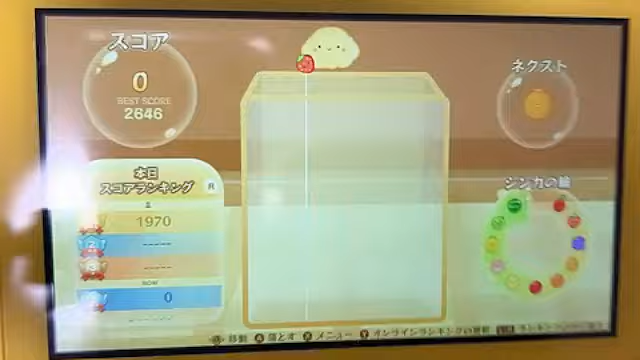 スコア
0
BEST SCORE
2646
ネクスト
本日
スコアランキング
R
1970
2
-----
3
-----
NOW
0
シンカの輪
移動 A 落とす X メニュー Y オンラインランキングの